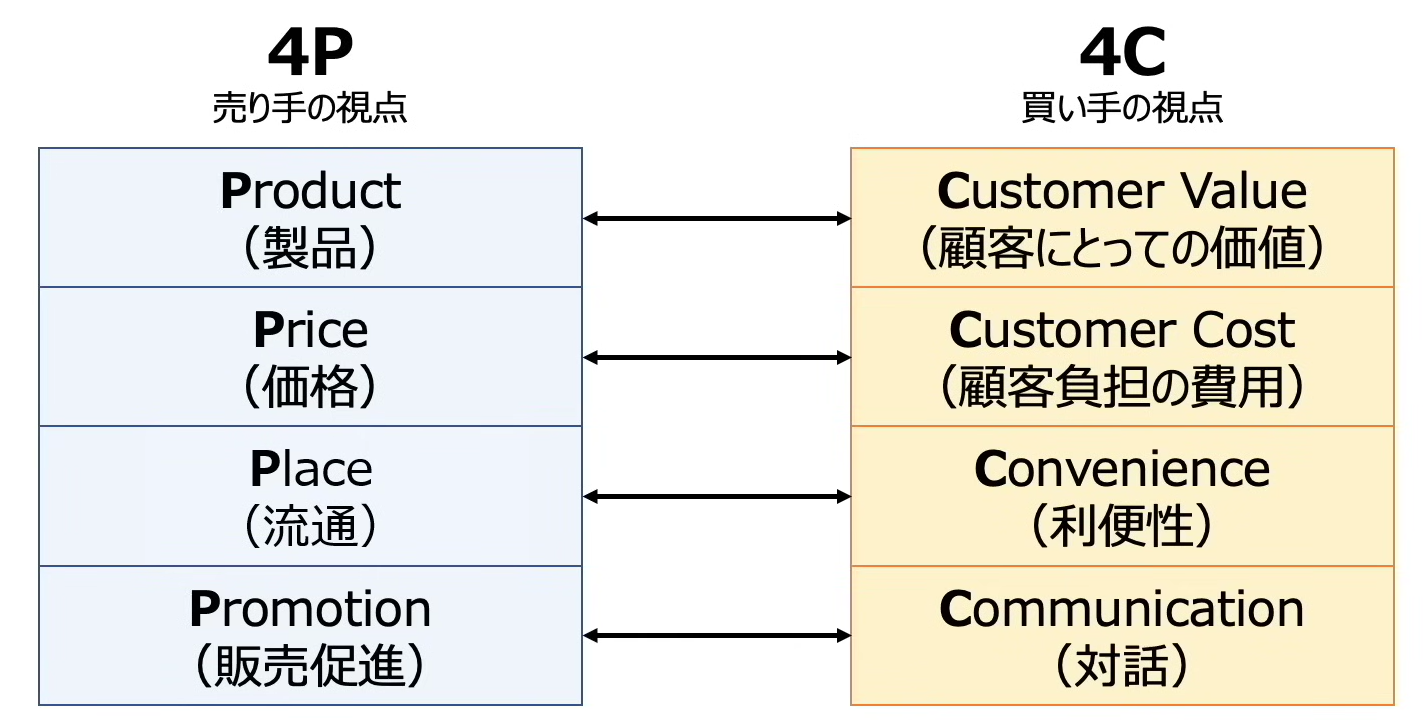 4P
売り手の視点
Product
（製品）
Price
（価格）
Place
（流通）
Promotion
（販売促進）
4C
買い手の視点
Customer Value
（顧客にとっての価値）
Customer Cost
（顧客負担の費用）
Convenience
（利便性）
Communication
（対話）